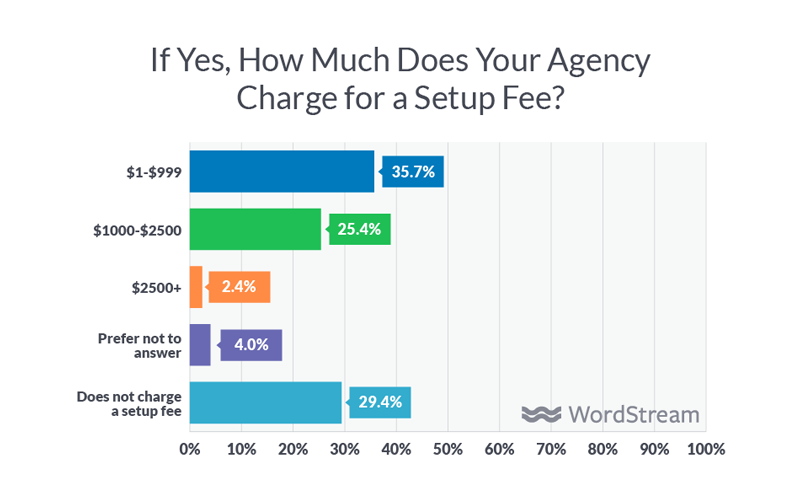 If Yes, How Much Does Your Agency
Charge for a Setup Fee?
$1-$999
35.7%
$1000-$2500
25.4%
$2500+
2.4%
Prefer not to
answer
4.0%
Does not charge
a setup fee
29.4%
WordStream
0% 10% 20% 30% 40% 50% 60% 70% 80% 90% 100%